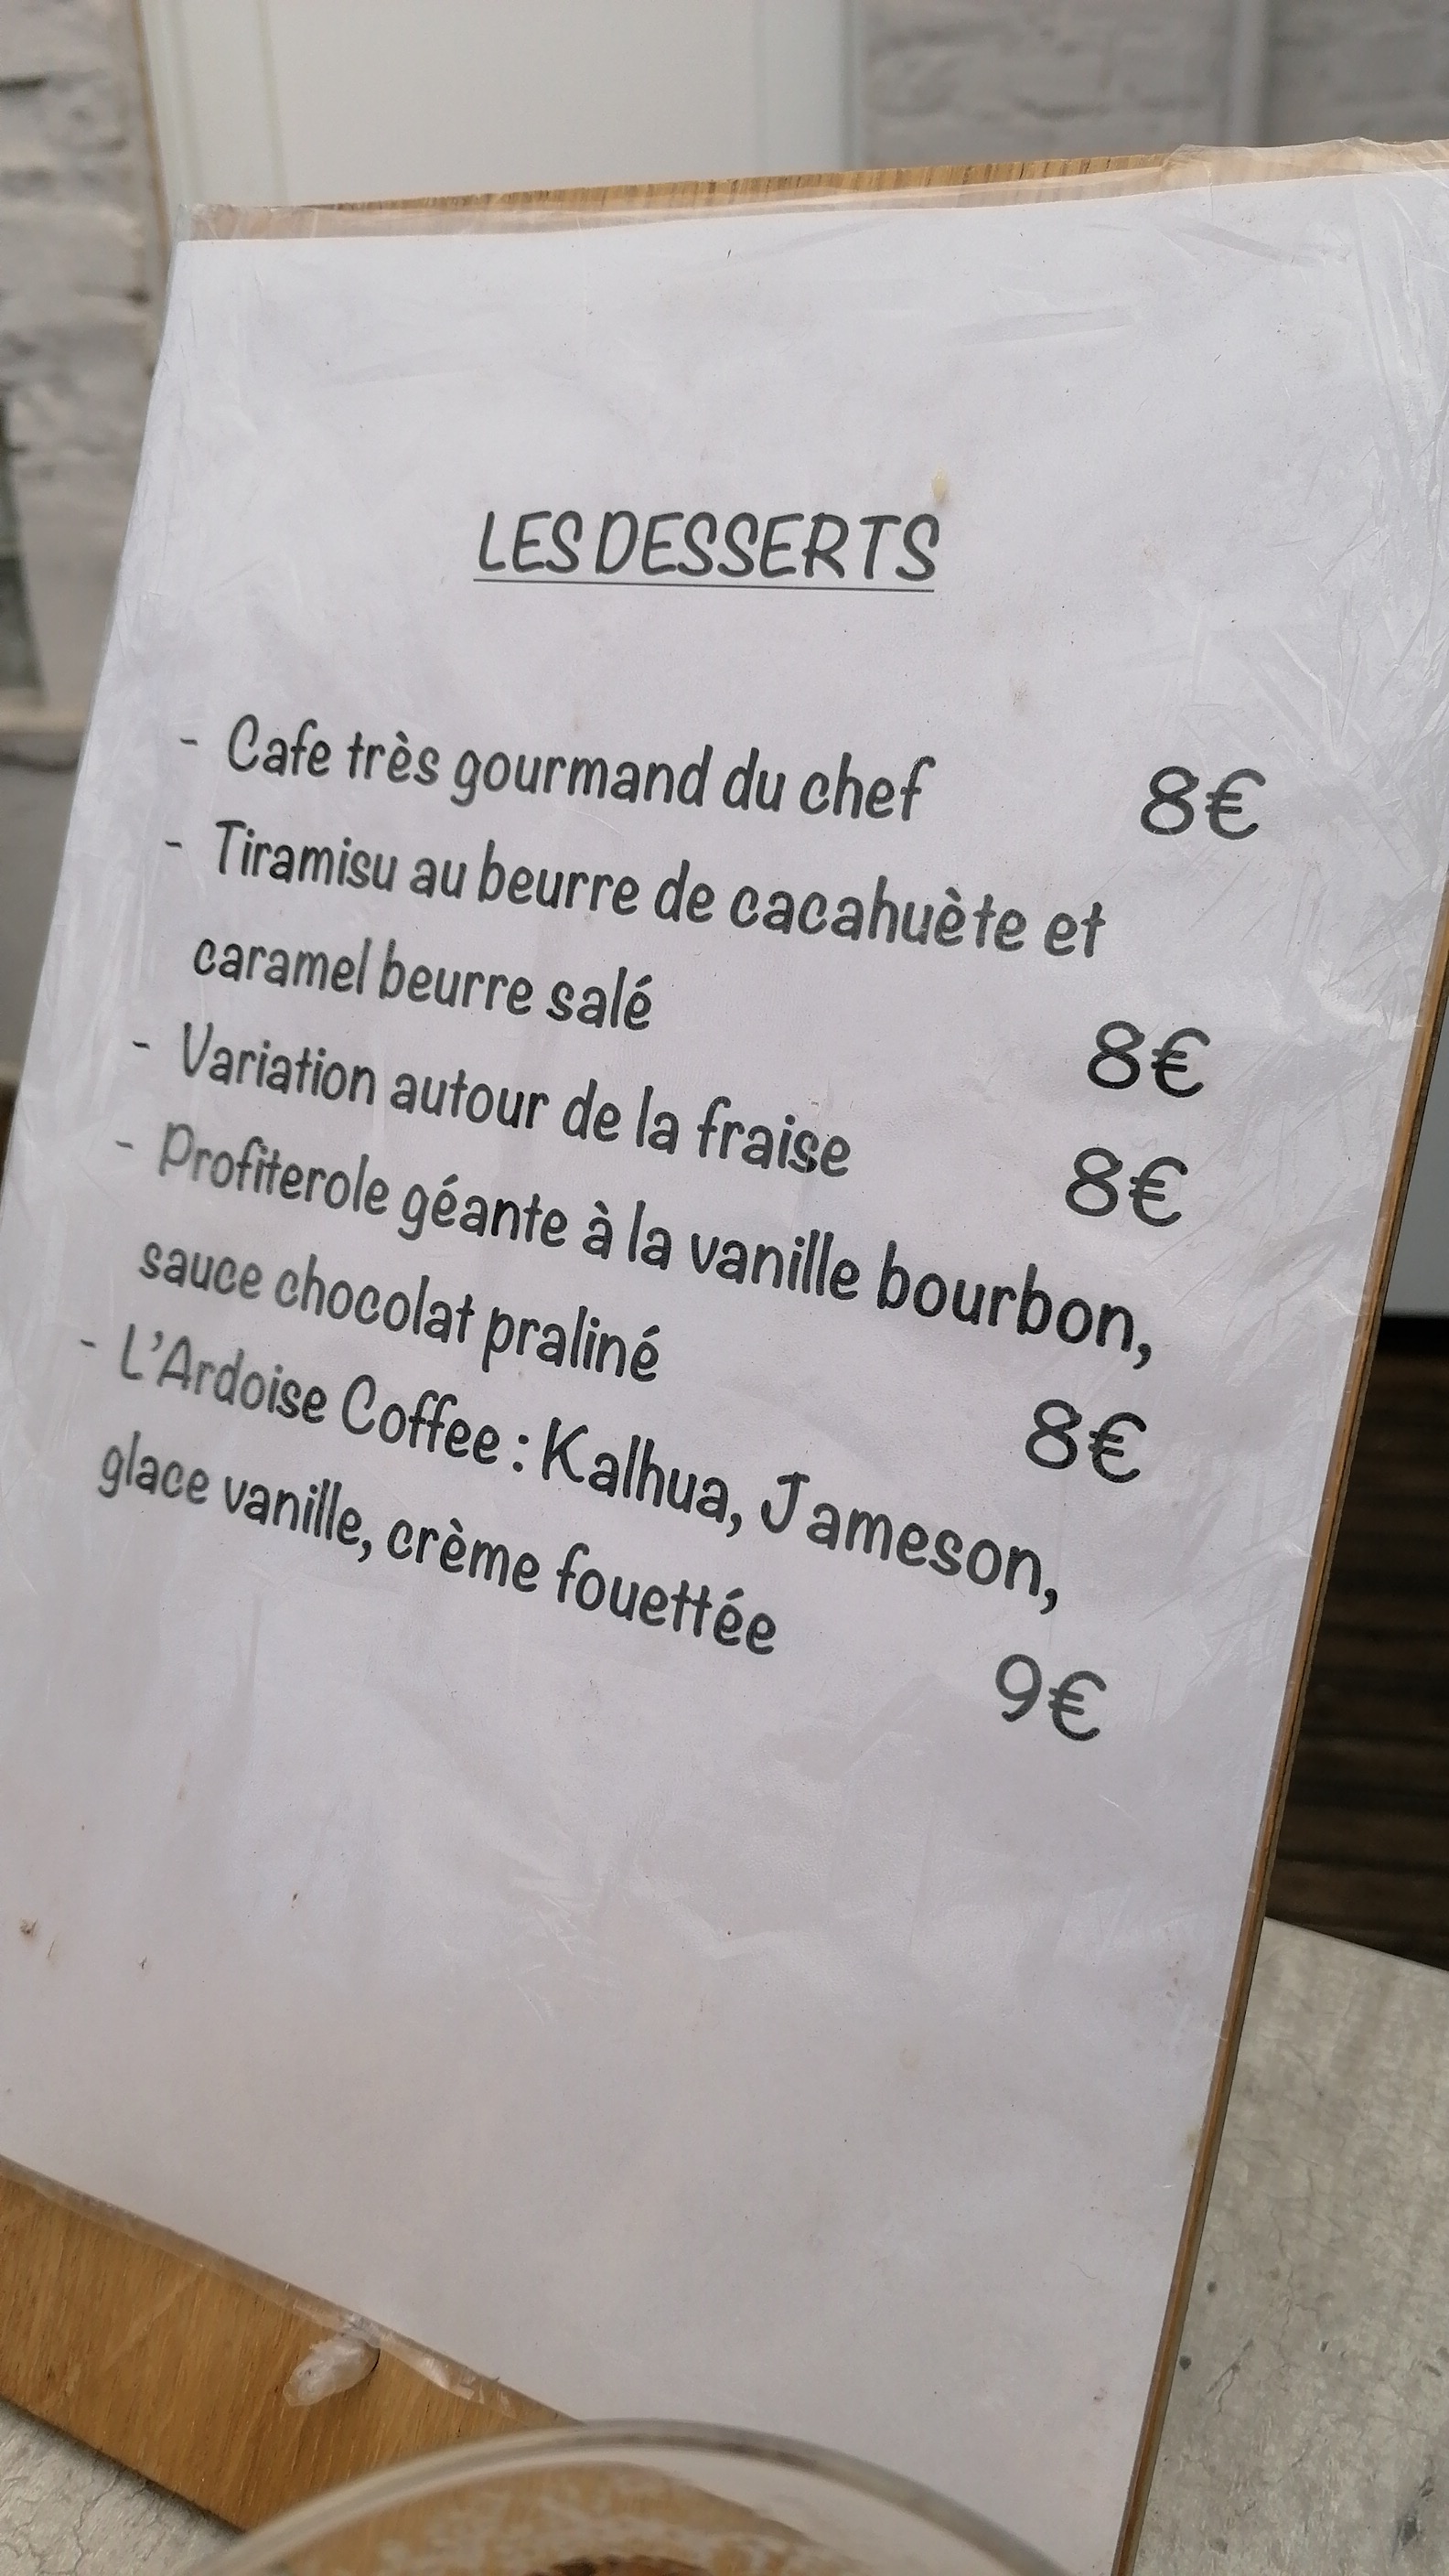 LES DESSERTS
- Cafe très gourmand du chef 8€
- Tiramisu au beurre de cacahuète et
caramel beurre salé 8€
- Variation autour de la fraise 8€
- Profiterole géante à la vanille bourbon,
sauce chocolat praliné 8€
- L'Ardoise Coffee : Kalhua, Jameson,
glace vanille, crème fouettée 9€